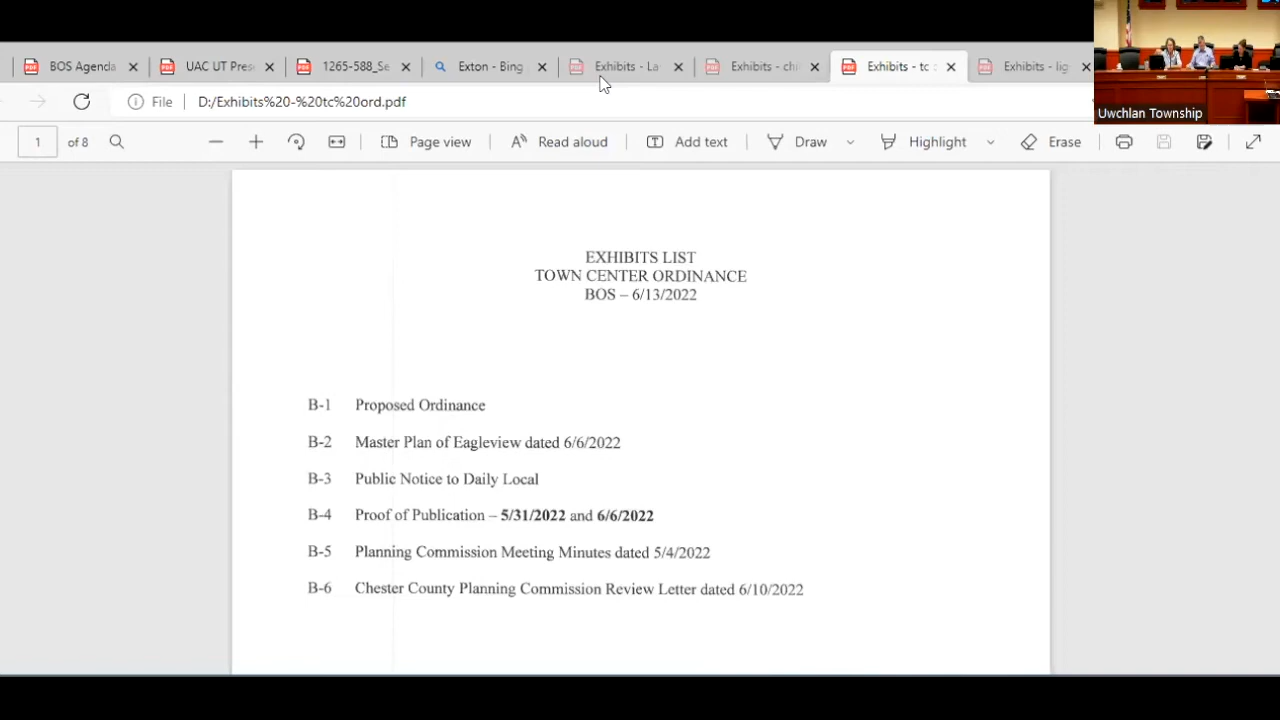 BOS Agenda
UAC UT Pres
1265-588_Se
Exton - Bing
Exhibits - La
Exhibits - chi
Exhibits - tc
Exhibits - lig
File
D:/Exhibits%20-%20tc%20ord.pdf
1 of 8
Page view
Read aloud
Add text
Draw
Highlight
Erase
Uwchlan Township
EXHIBITS LIST
TOWN CENTER ORDINANCE
BOS – 6/13/2022
B-1 Proposed Ordinance
B-2 Master Plan of Eagleview dated 6/6/2022
B-3 Public Notice to Daily Local
B-4 Proof of Publication – 5/31/2022 and 6/6/2022
B-5 Planning Commission Meeting Minutes dated 5/4/2022
B-6 Chester County Planning Commission Review Letter dated 6/10/2022